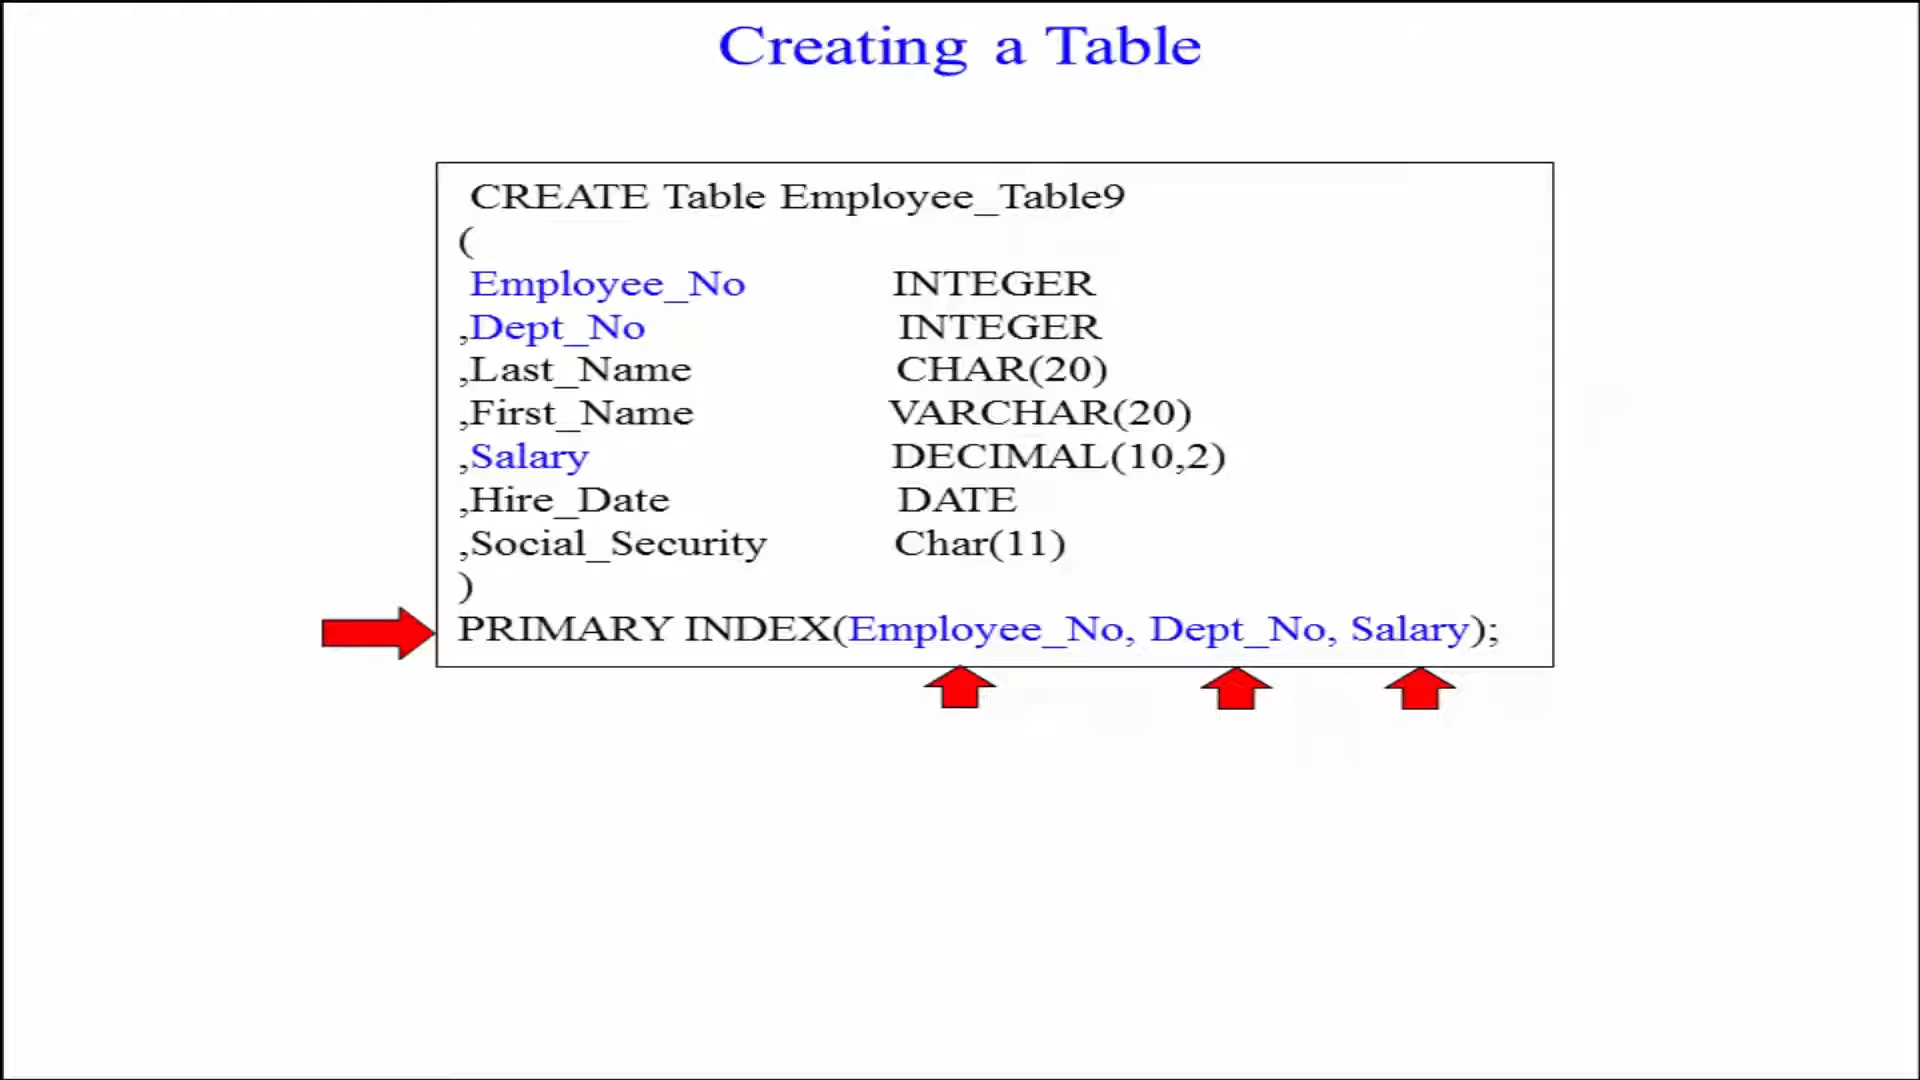 Creating a Table
CREATE Table Employee_Table9
(
Employee_No INTEGER
,Dept_No INTEGER
,Last_Name CHAR(20)
,First_Name VARCHAR(20)
,Salary DECIMAL(10,2)
,Hire_Date DATE
,Social_Security Char(11)
)
PRIMARY INDEX(Employee_No, Dept_No, Salary);